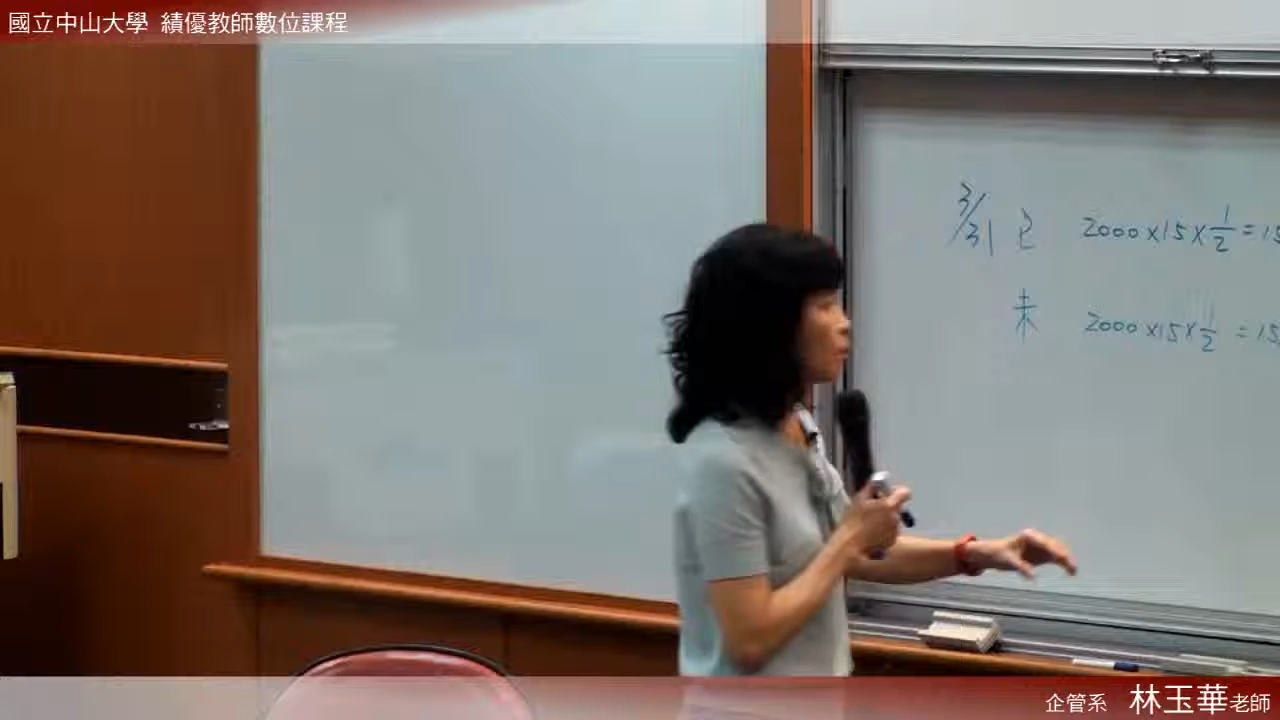 國立中山大學 績優教師數位課程
3/31 已 2000×15×1/2=15
未 2000×15×1/2=15
企管系 林玉華老師